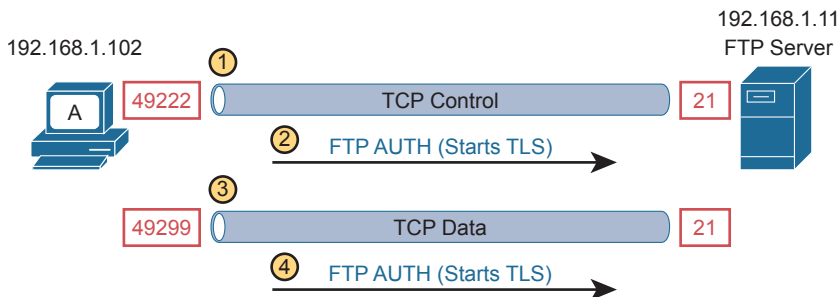 192.168.1.11
192.168.1.102
FTP Server
1
A
49222
TCP Control
21
2
FTP AUTH (Starts TLS)
3
49299
TCP Data
21
4
FTP AUTH (Starts TLS)